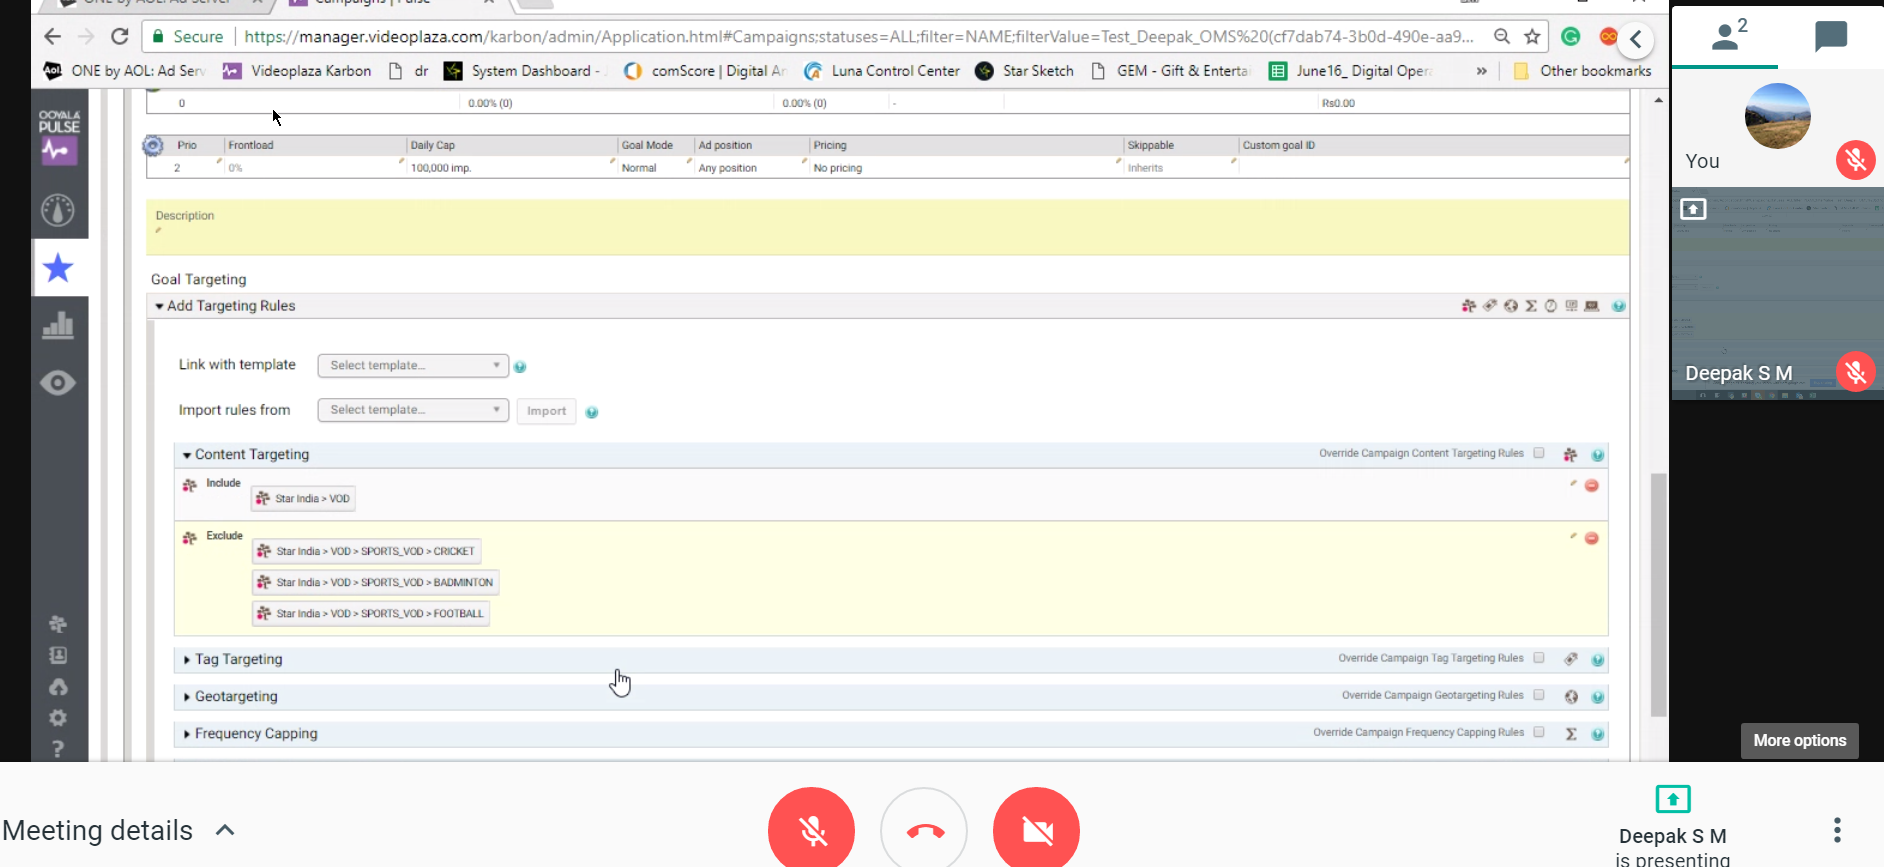 ONE by AOL: Ad Server
Campaigns | Pulse
Secure
https://manager.videoplaza.com/karbon/admin/Application.html#Campaigns;statuses=ALL;filter=NAME;filterValue=Test_Deepak_OMS%20(cf7dab74-3b0d-490e-aa9...
Aol. ONE by AOL: Ad Serv
Videoplaza Karbon
dr
System Dashboard -
comScore | Digital An
Luna Control Center
Star Sketch
GEM - Gift & Enterta
June16_ Digital Oper
»
Other bookmarks
2
OOYALA
PULSE
0 0.00% (0) 0.00% (0) - Rs0.00
Prio Frontload Daily Cap Goal Mode Ad position Pricing Skippable Custom goal ID
2 0% 100,000 imp. Normal Any position No pricing Inherits
Description
Goal Targeting
Add Targeting Rules
Link with template Select template...
Import rules from Select template... Import
Content Targeting Override Campaign Content Targeting Rules
Include
Star India > VOD
Exclude
Star India > VOD > SPORTS_VOD > CRICKET
Star India > VOD > SPORTS_VOD > BADMINTON
Star India > VOD > SPORTS_VOD > FOOTBALL
Tag Targeting Override Campaign Tag Targeting Rules
Geotargeting Override Campaign Geotargeting Rules
Frequency Capping Override Campaign Frequency Capping Rules
?
You
Deepak S M
More options
Meeting details
Deepak S M
is presenting